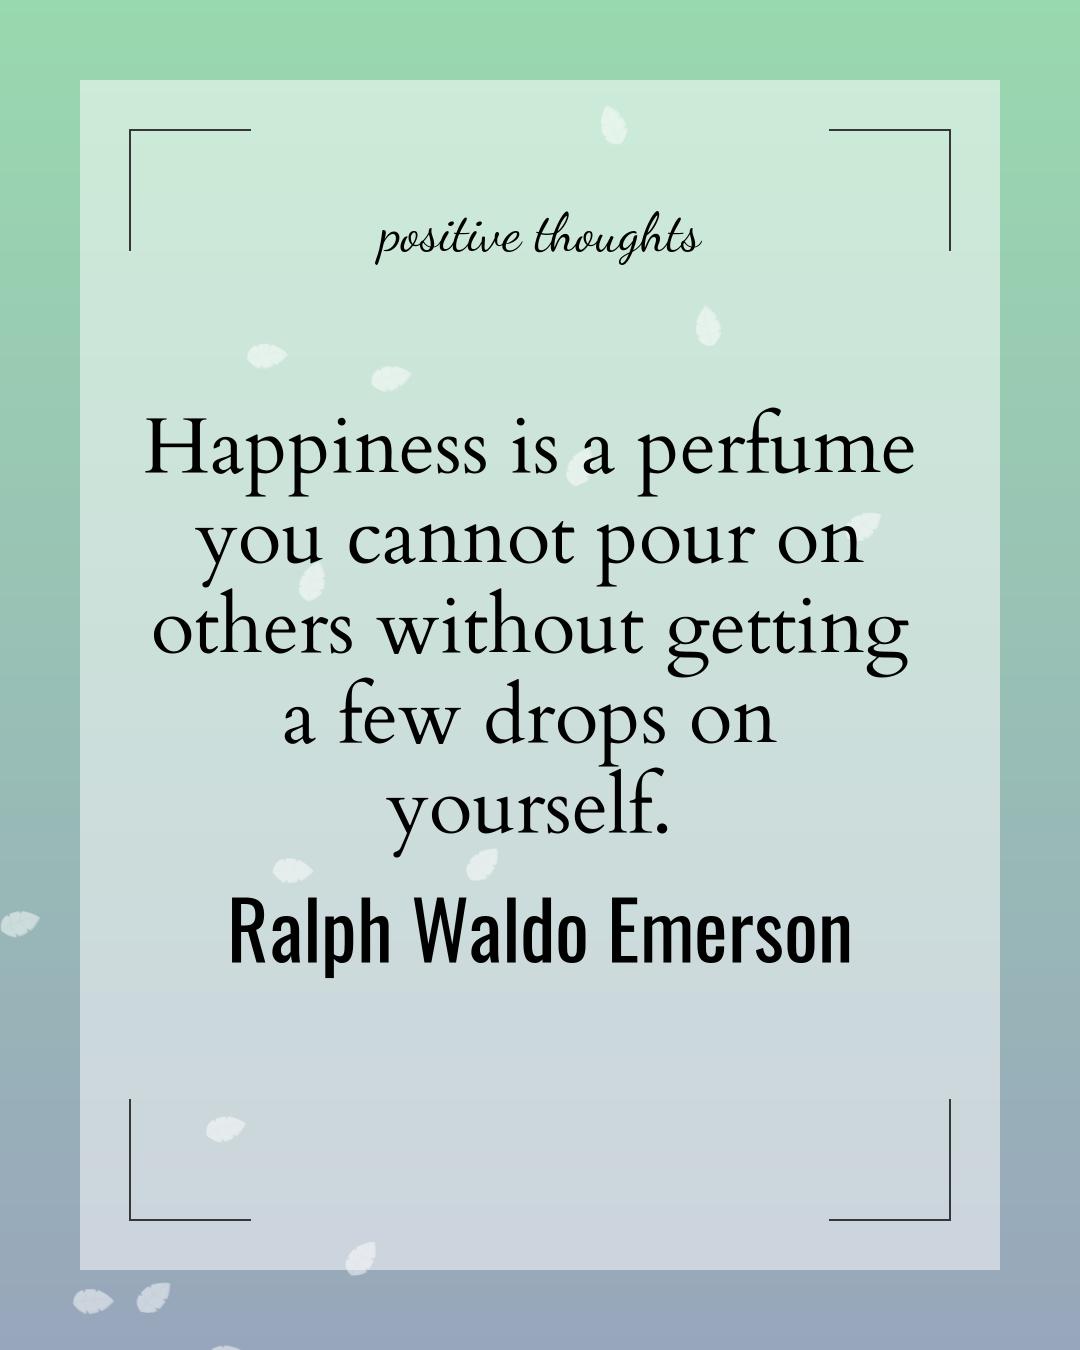 positive thoughts
Happiness is a perfume
you cannot pour on
others without getting
a few drops on
yourself.
Ralph Waldo Emerson